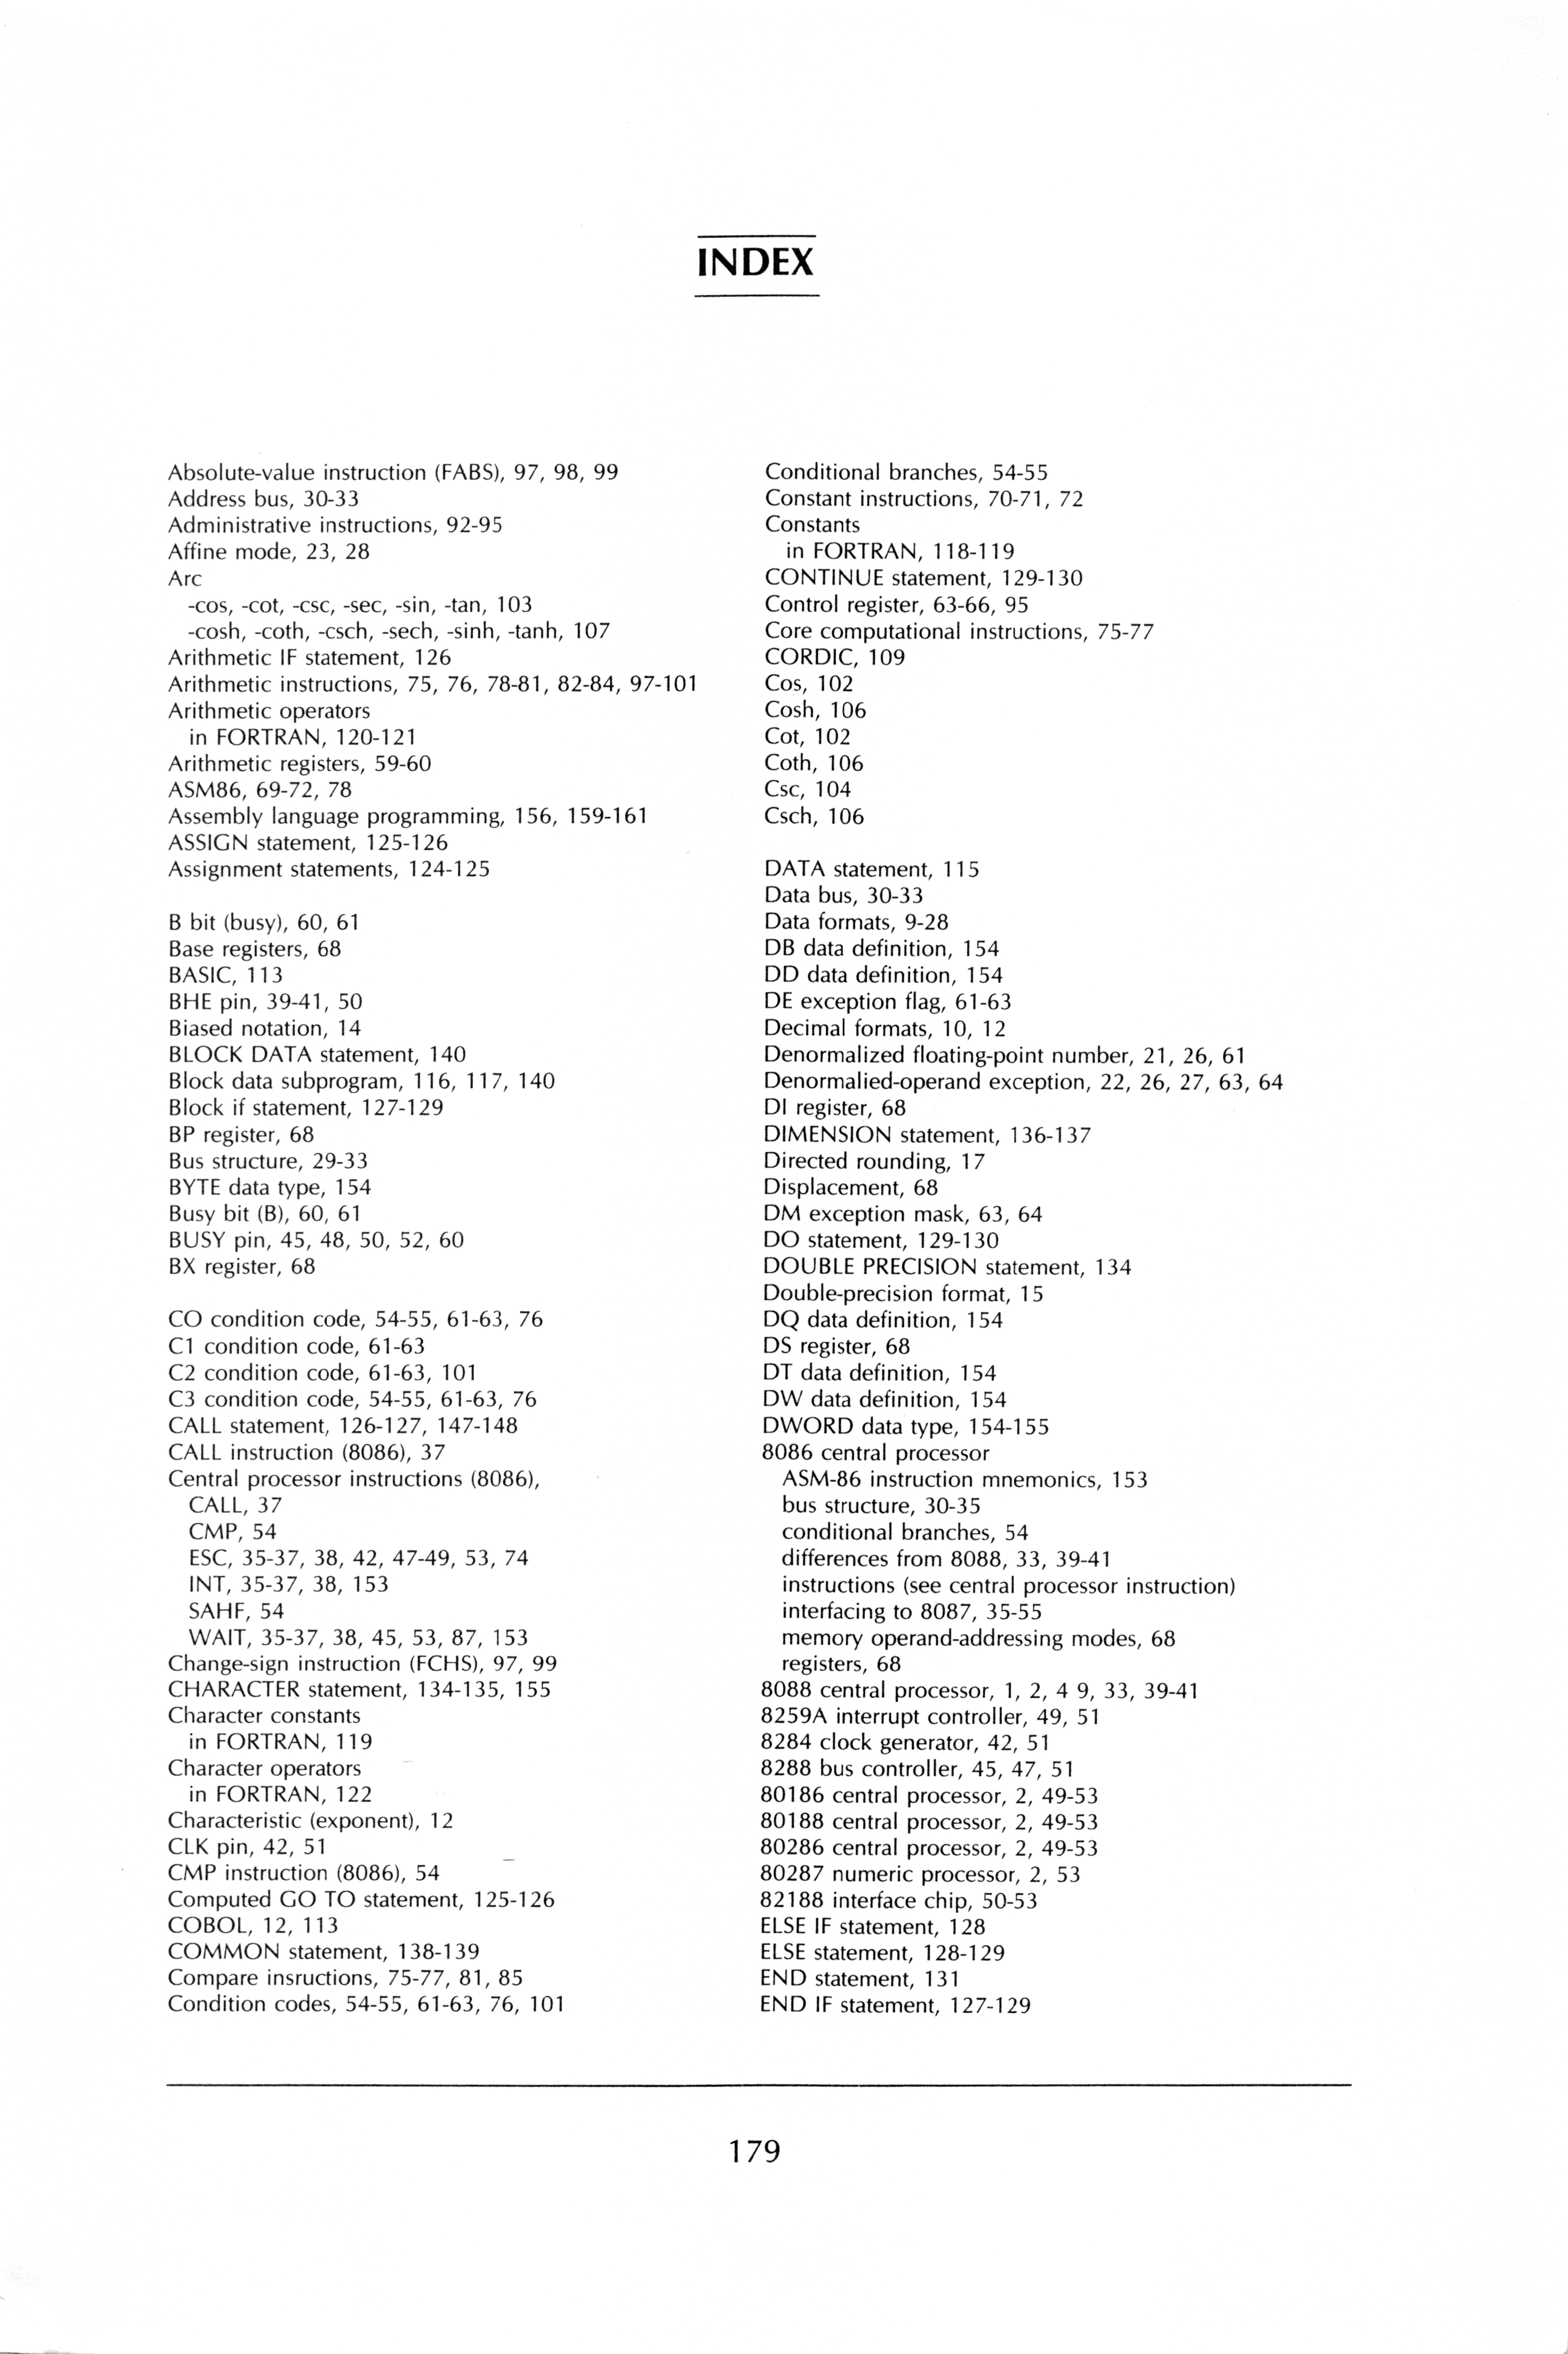 INDEX
Absolute-value instruction (FABS), 97, 98, 99
Address bus, 30-33
Administrative instructions, 92-95
Affine mode, 23, 28
Arc
-cos, -cot, -csc, -sec, -sin, -tan, 103
-cosh, -coth, -csch, -sech, -sinh, -tanh, 107
Arithmetic IF statement, 126
Arithmetic instructions, 75, 76, 78-81, 82-84, 97-101
Arithmetic operators
in FORTRAN, 120-121
Arithmetic registers, 59-60
ASM86, 69-72, 78
Assembly language programming, 156, 159-161
ASSIGN statement, 125-126
Assignment statements, 124-125
B bit (busy), 60, 61
Base registers, 68
BASIC, 113
BHE pin, 39-41, 50
Biased notation, 14
BLOCK DATA statement, 140
Block data subprogram, 116, 117, 140
Block if statement, 127-129
BP register, 68
Bus structure, 29-33
BYTE data type, 154
Busy bit (B), 60, 61
BUSY pin, 45, 48, 50, 52, 60
BX register, 68
CO condition code, 54-55, 61-63, 76
C1 condition code, 61-63
C2 condition code, 61-63, 101
C3 condition code, 54-55, 61-63, 76
CALL statement, 126-127, 147-148
CALL instruction (8086), 37
Central processor instructions (8086),
CALL, 37
CMP, 54
ESC, 35-37, 38, 42, 47-49, 53, 74
INT, 35-37, 38, 153
SAHF, 54
WAIT, 35-37, 38, 45, 53, 87, 153
Change-sign instruction (FCHS), 97, 99
CHARACTER statement, 134-135, 155
Character constants
in FORTRAN, 119
Character operators
in FORTRAN, 122
Characteristic (exponent), 12
CLK pin, 42, 51
CMP instruction (8086), 54
Computed GO TO statement, 125-126
COBOL, 12, 113
COMMON statement, 138-139
Compare insructions, 75-77, 81, 85
Condition codes, 54-55, 61-63, 76, 101
Conditional branches, 54-55
Constant instructions, 70-71, 72
Constants
in FORTRAN, 118-119
CONTINUE statement, 129-130
Control register, 63-66, 95
Core computational instructions, 75-77
CORDIC, 109
Cos, 102
Cosh, 106
Cot, 102
Coth, 106
Csc, 104
Csch, 106
DATA statement, 115
Data bus, 30-33
Data formats, 9-28
DB data definition, 154
DD data definition, 154
DE exception flag, 61-63
Decimal formats, 10, 12
Denormalized floating-point number, 21, 26, 61
Denormalied-operand exception, 22, 26, 27, 63, 64
DI register, 68
DIMENSION statement, 136-137
Directed rounding, 17
Displacement, 68
DM exception mask, 63, 64
DO statement, 129-130
DOUBLE PRECISION statement, 134
Double-precision format, 15
DQ data definition, 154
DS register, 68
DT data definition, 154
DW data definition, 154
DWORD data type, 154-155
8086 central processor
ASM-86 instruction mnemonics, 153
bus structure, 30-35
conditional branches, 54
differences from 8088, 33, 39-41
instructions (see central processor instruction)
interfacing to 8087, 35-55
memory operand-addressing modes, 68
registers, 68
8088 central processor, 1, 2, 4 9, 33, 39-41
8259A interrupt controller, 49, 51
8284 clock generator, 42, 51
8288 bus controller, 45, 47, 51
80186 central processor, 2, 49-53
80188 central processor, 2, 49-53
80286 central processor, 2, 49-53
80287 numeric processor, 2, 53
82188 interface chip, 50-53
ELSE IF statement, 128
ELSE statement, 128-129
END statement, 131
END IF statement, 127-129
179